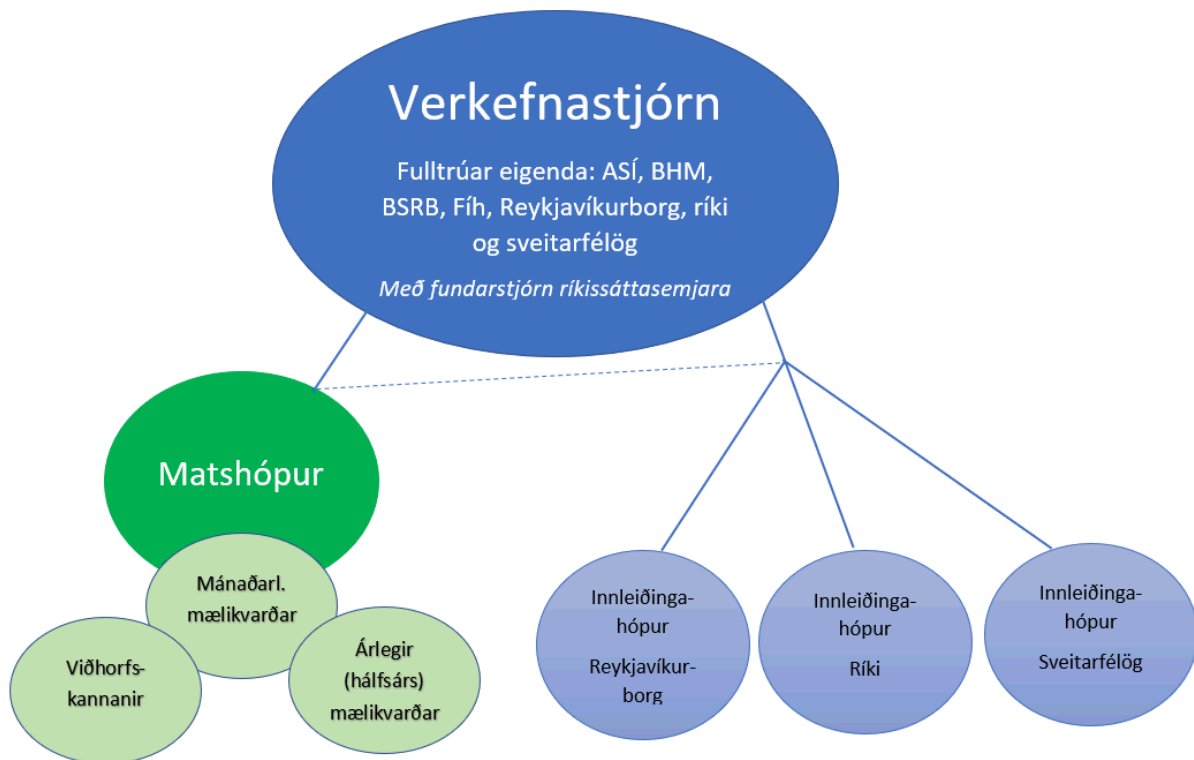 Verkefnastjórn
Fulltrúar eigenda: ASÍ, BHM,
BSRB, Fíh, Reykjavíkurborg, ríki
og sveitarfélög
Með fundarstjórn ríkissáttasemjara
Matshópur
Mánaðarl.
mælikvarðar
Viðhorfs-
kannanir
Árlegir
(hálfsárs)
mælikvarðar
Innleiðinga-
hópur
Reykjavíkur-
borg
Innleiðinga-
hópur
Ríki
Innleiðinga-
hópur
Sveitarfélög